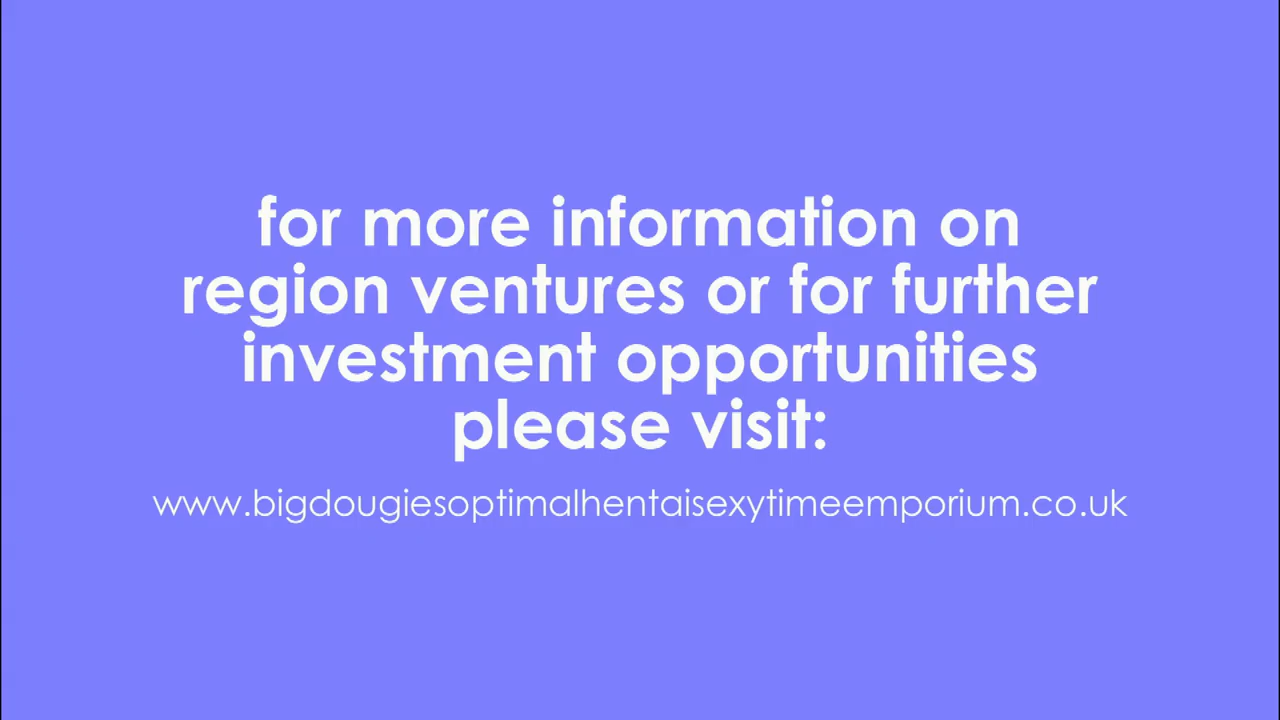 for more information on
region ventures or for further
investment opportunities
please visit:
www.bigdougiesoptimalhentaisexytimeemporium.co.uk